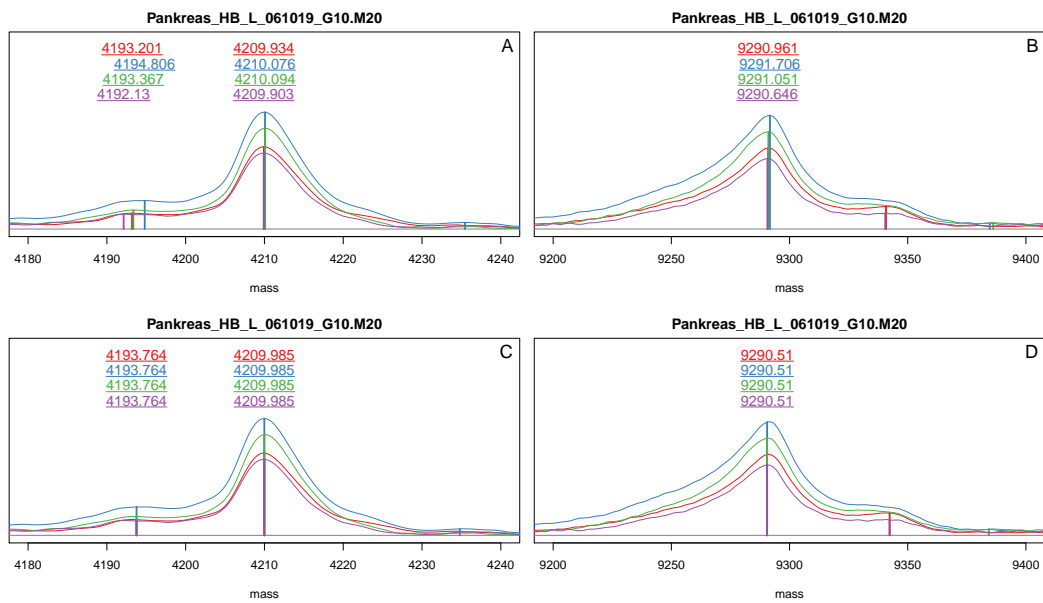 Pankreas_HB_L_061019_G10.M20
A
4193.201 4209.934
4194.806 4210.076
4193.367 4210.094
4192.13 4209.903
4180 4190 4200 4210 4220 4230 4240
mass
Pankreas_HB_L_061019_G10.M20
B
9290.961
9291.706
9291.051
9290.646
9200 9250 9300 9350 9400
mass
Pankreas_HB_L_061019_G10.M20
C
4193.764 4209.985
4193.764 4209.985
4193.764 4209.985
4193.764 4209.985
4180 4190 4200 4210 4220 4230 4240
mass
Pankreas_HB_L_061019_G10.M20
D
9290.51
9290.51
9290.51
9290.51
9200 9250 9300 9350 9400
mass